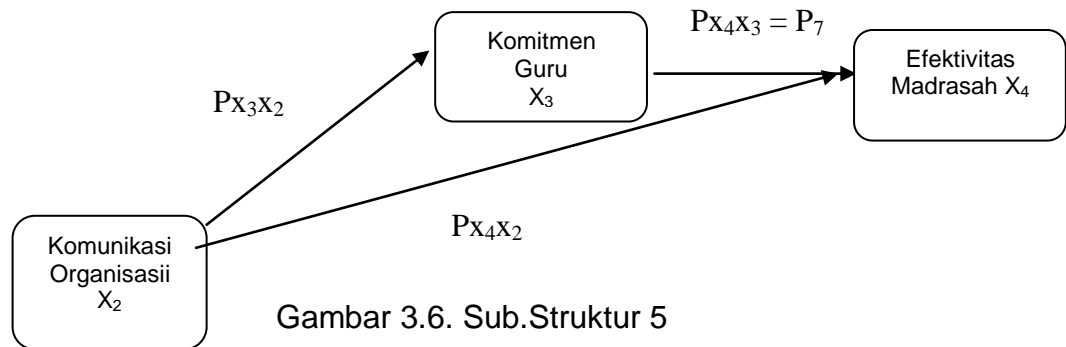 Px₄x₃ = P₇
Komitmen
Guru
X₃
Efektivitas
Madrasah X₄
Px₃x₂
Px₄x₂
Komunikasi
Organisasii
X₂
Gambar 3.6. Sub.Struktur 5